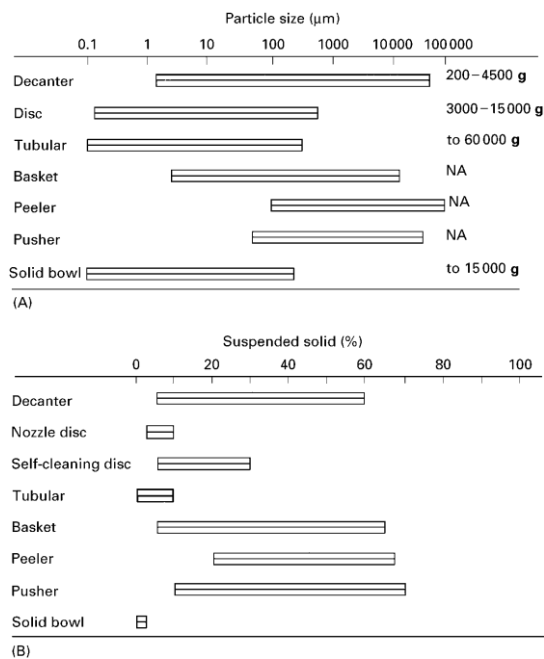 Particle size (µm)
0.1 1 10 100 1000 10 000 100 000
Decanter 200–4500 g
Disc 3000–15 000 g
Tubular to 60 000 g
Basket NA
Peeler NA
Pusher NA
Solid bowl to 15 000 g
(A)
Suspended solid (%)
0 20 40 60 80 100
Decanter
Nozzle disc
Self-cleaning disc
Tubular
Basket
Peeler
Pusher
Solid bowl
(B)